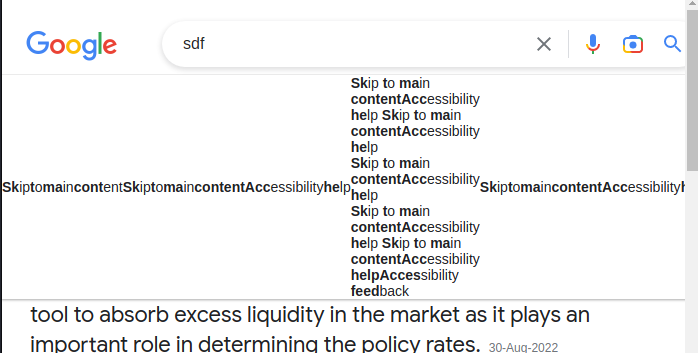 Google
sdf
Skip to main
contentAccessibility
help Skip to main
contentAccessibility
help
Skip to main
contentAccessibility
help
Skip to main
contentAccessibility
help Skip to main
contentAccessibility
helpAccessibility
feedback
SkiptomaincontentSkiptomaincontentAccessibilityhelp
SkiptomaincontentAccessibilityh
tool to absorb excess liquidity in the market as it plays an
important role in determining the policy rates. 30-Aug-2022